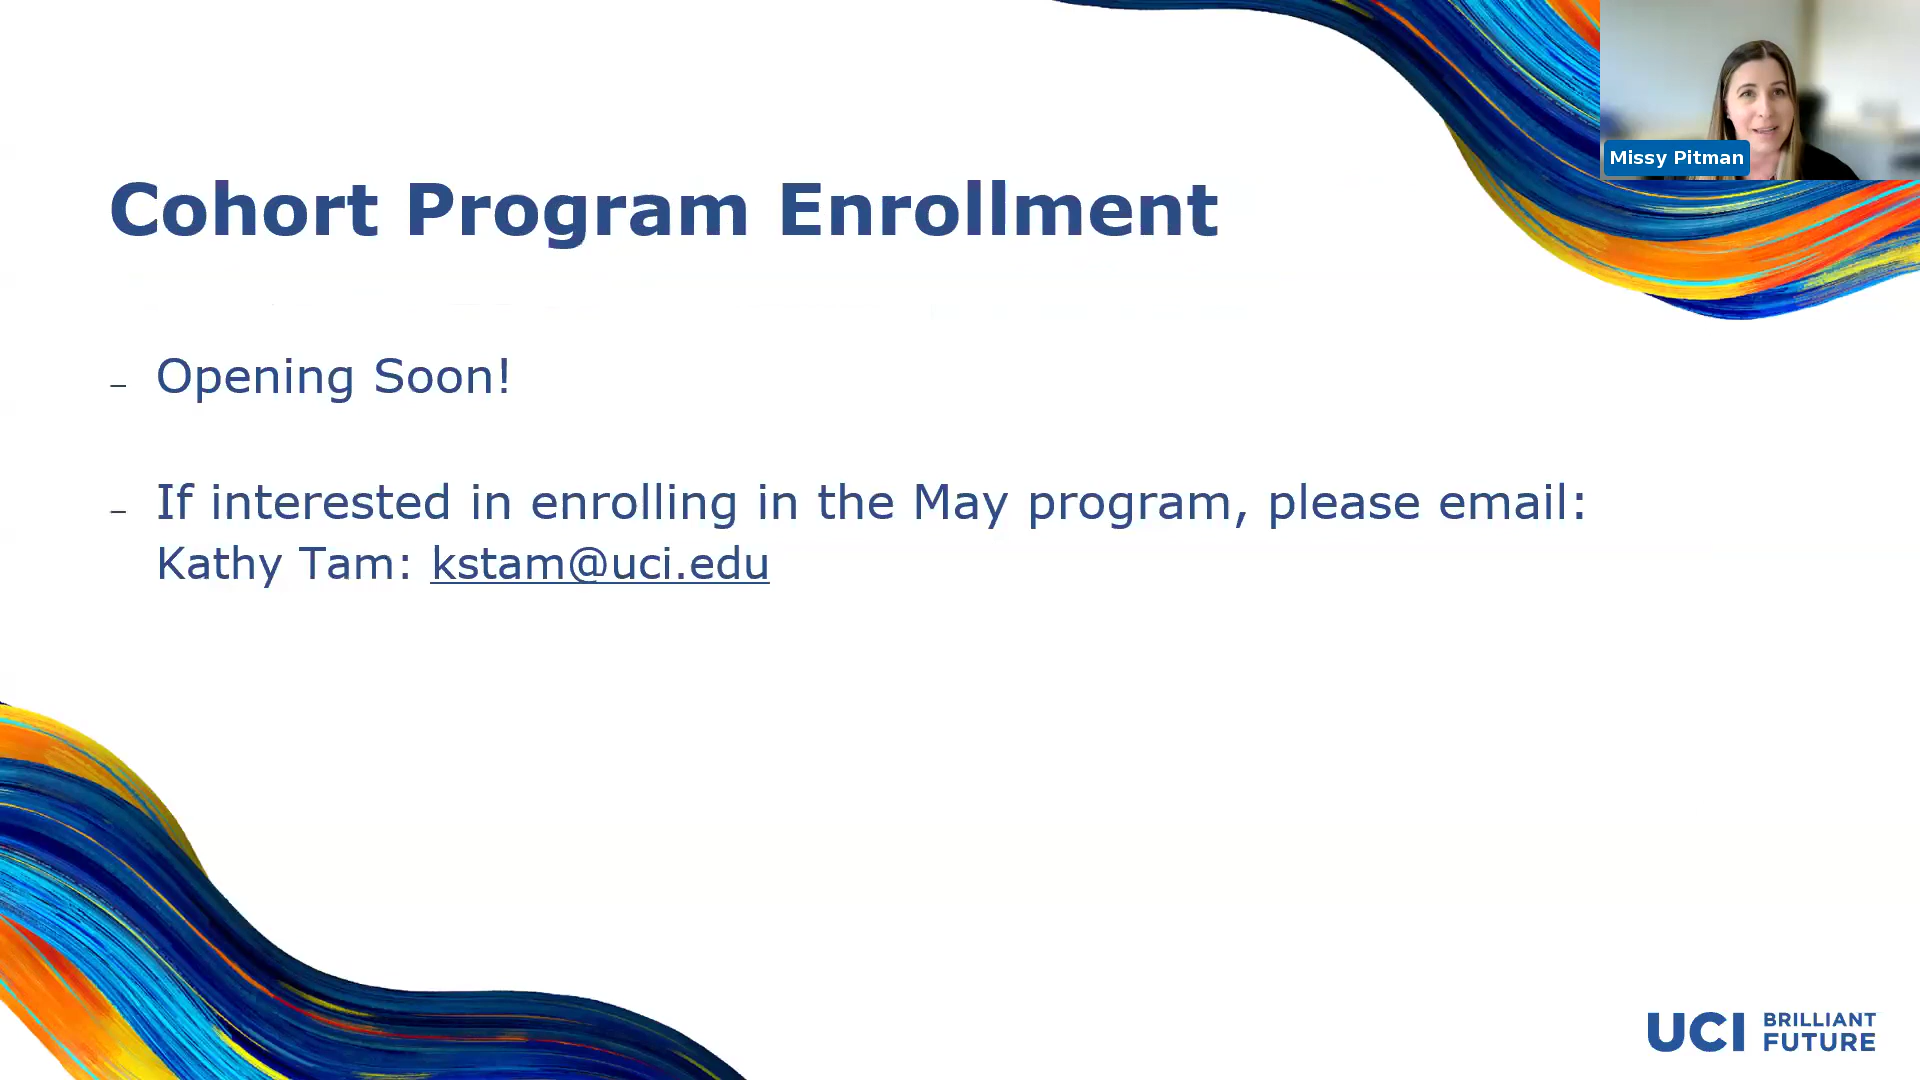 Missy Pitman
Cohort Program Enrollment
– Opening Soon!
– If interested in enrolling in the May program, please email:
Kathy Tam: kstam@uci.edu
UCI BRILLIANT
FUTURE